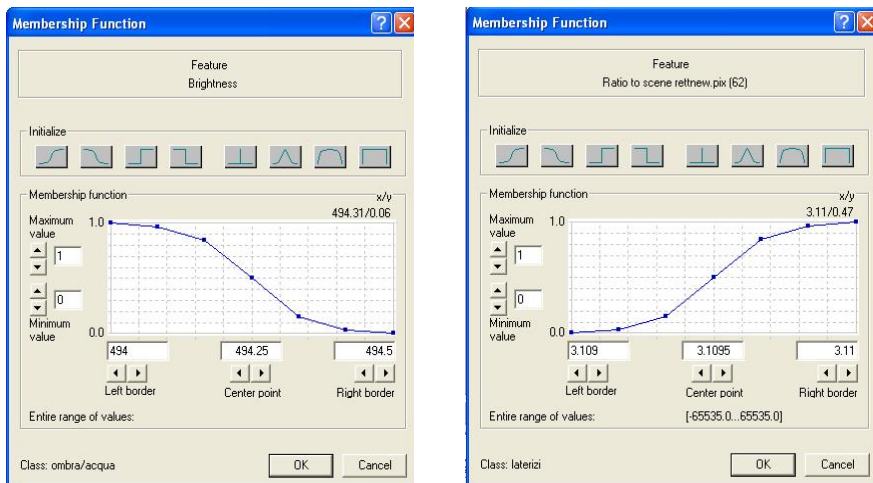 Membership Function
Feature
Brightness
Initialize
Membership function
x/y
494.31/0.06
Maximum
value
1.0
1
0
Minimum
value
0.0
494
494.25
494.5
Left border
Center point
Right border
Entire range of values:
Class: ombra/acqua
OK
Cancel
Membership Function
Feature
Ratio to scene rettnew.pix (62)
Initialize
Membership function
x/y
3.11/0.47
Maximum
value
1.0
1
0
Minimum
value
0.0
3.109
3.1095
3.11
Left border
Center point
Right border
Entire range of values:
[-65535.0...65535.0]
Class: laterizi
OK
Cancel